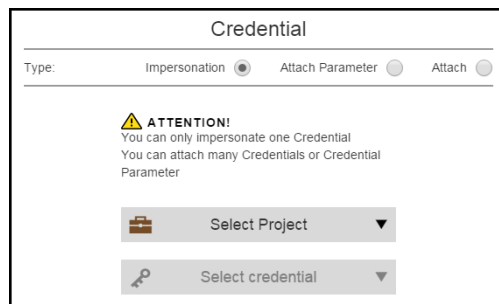 Credential
Type: Impersonation Attach Parameter Attach
ATTENTION!
You can only impersonate one Credential
You can attach many Credentials or Credential
Parameter
Select Project
Select credential